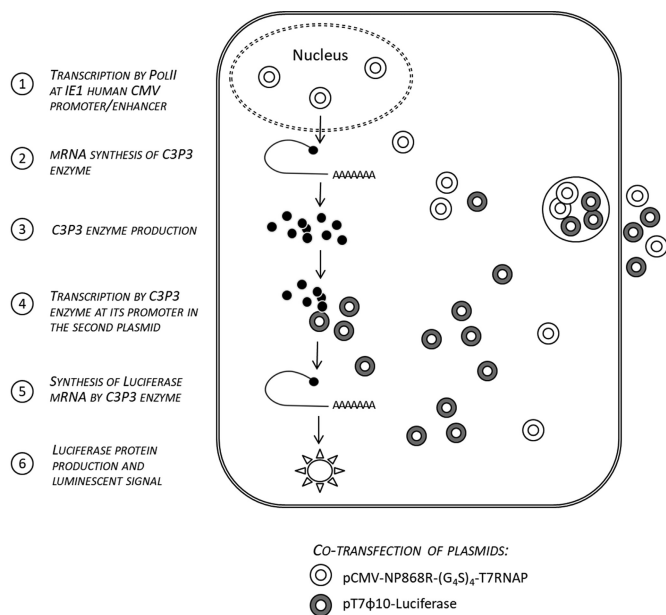 Nucleus
1 TRANSCRIPTION BY POLII
AT IE1 HUMAN CMV
PROMOTER/ENHANCER
2 MRNA SYNTHESIS OF C3P3
ENZYME
AAAAAAA
3 C3P3 ENZYME PRODUCTION
4 TRANSCRIPTION BY C3P3
ENZYME AT ITS PROMOTER IN
THE SECOND PLASMID
5 SYNTHESIS OF LUCIFERASE
MRNA BY C3P3 ENZYME
AAAAAAA
6 LUCIFERASE PROTEIN
PRODUCTION AND
LUMINESCENT SIGNAL
CO-TRANSFECTION OF PLASMIDS:
pCMV-NP868R-(G₄S)₄-T7RNAP
pT7ϕ10-Luciferase